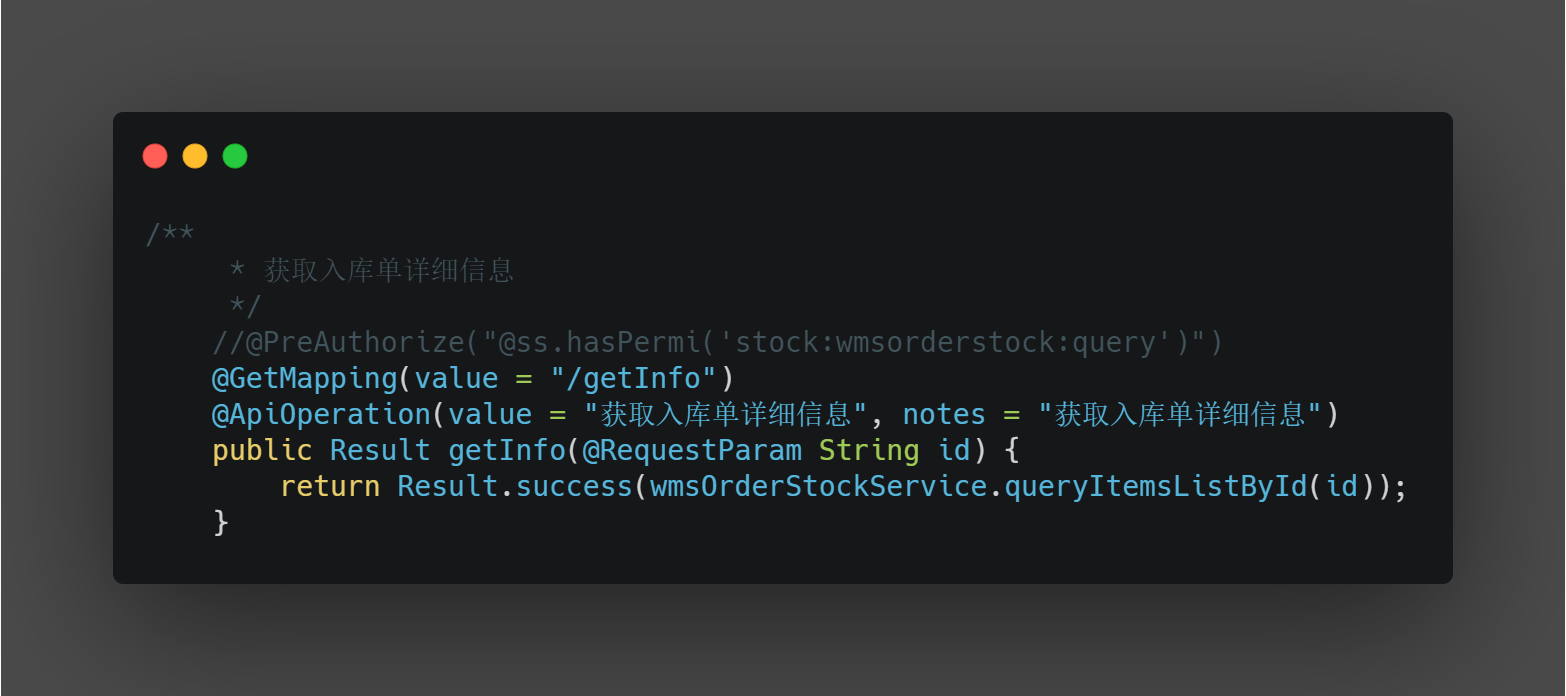 /**
     * 获取入库单详细信息
     */
    //@PreAuthorize("@ss.hasPermi('stock:wmsorderstock:query')")
    @GetMapping(value = "/getInfo")
    @ApiOperation(value = "获取入库单详细信息", notes = "获取入库单详细信息")
    public Result getInfo(@RequestParam String id) {
        return Result.success(wmsOrderStockService.queryItemsListById(id));
    }